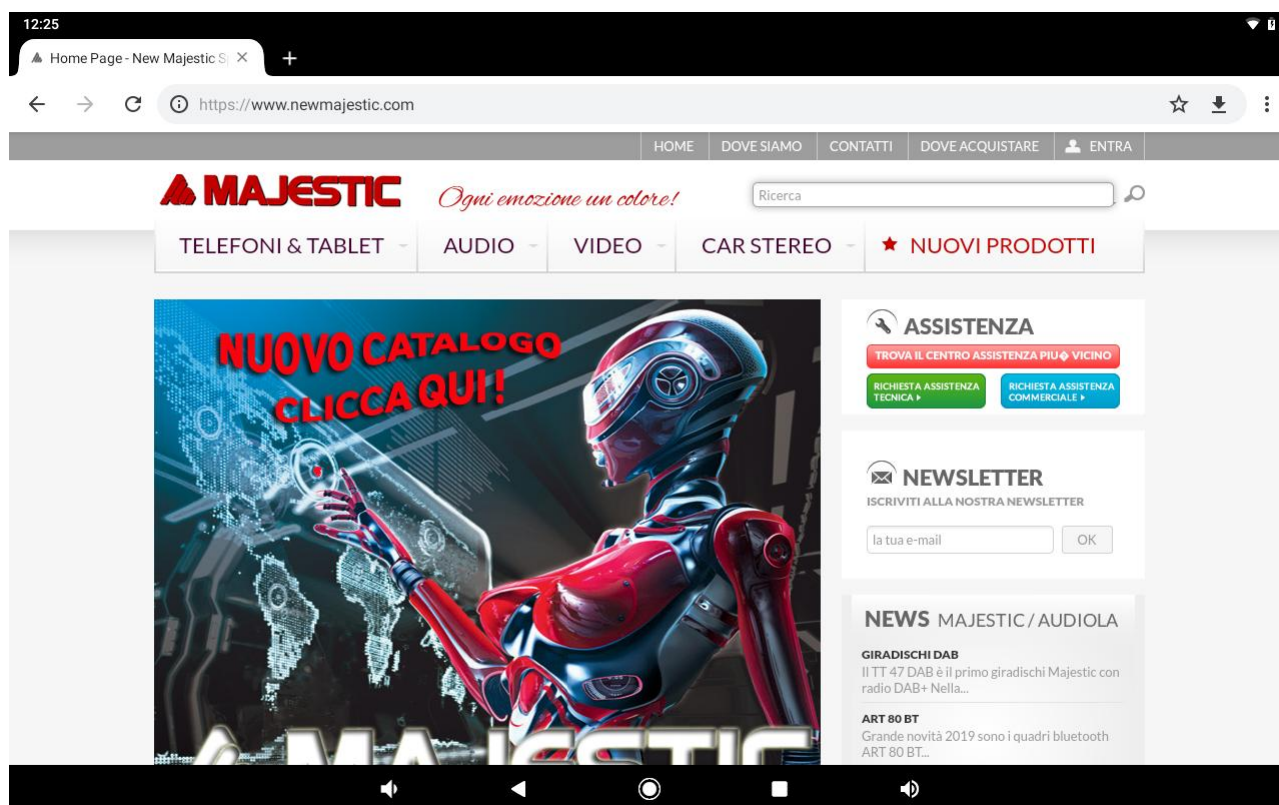 12:25
Home Page - New Majestic S
https://www.newmajestic.com
HOME DOVE SIAMO CONTATTI DOVE ACQUISTARE ENTRA
MAJESTIC
Ogni emozione un colore!
Ricerca
TELEFONI & TABLET AUDIO VIDEO CAR STEREO NUOVI PRODOTTI
NUOVO CATALOGO
CLICCA QUI !
MAJESTIC
ASSISTENZA
TROVA IL CENTRO ASSISTENZA PIU� VICINO
RICHIESTA ASSISTENZA
TECNICA
RICHIESTA ASSISTENZA
COMMERCIALE
NEWSLETTER
ISCRIVITI ALLA NOSTRA NEWSLETTER
la tua e-mail OK
NEWS MAJESTIC / AUDIOLA
GIRADISCHI DAB
Il TT 47 DAB è il primo giradischi Majestic con
radio DAB+ Nella...
ART 80 BT
Grande novità 2019 sono i quadri bluetooth
ART 80 BT...